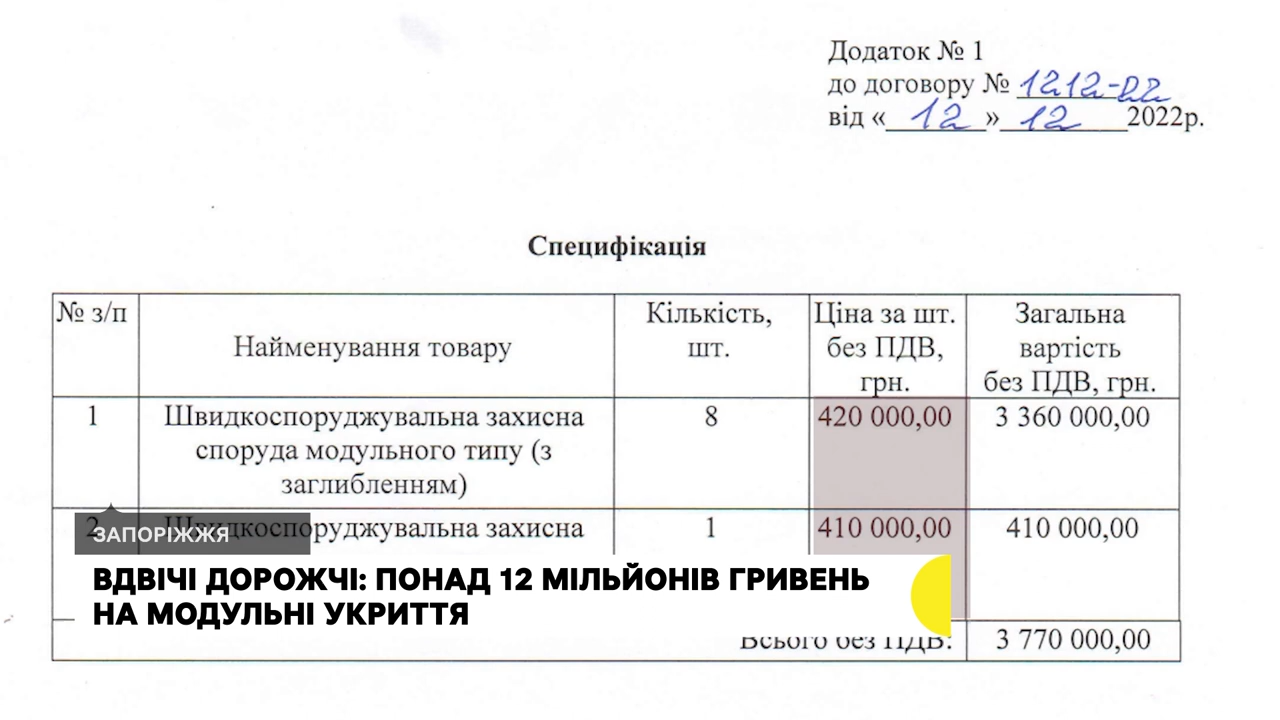 Додаток № 1
до договору № 1212-22
від « 12 » 12 2022р.
Специфікація
№ з/п
Найменування товару
Кількість,
шт.
Ціна за шт.
без ПДВ,
грн.
Загальна
вартість
без ПДВ, грн.
1
Швидкоспоруджувальна захисна
споруда модульного типу (з
заглибленням)
8
420 000,00
3 360 000,00
2
Швидкоспоруджувальна захисна
1
410 000,00
410 000,00
Всього без ПДВ:
3 770 000,00
ЗАПОРІЖЖЯ
ВДВІЧІ ДОРОЖЧІ: ПОНАД 12 МІЛЬЙОНІВ ГРИВЕНЬ
НА МОДУЛЬНІ УКРИТТЯ